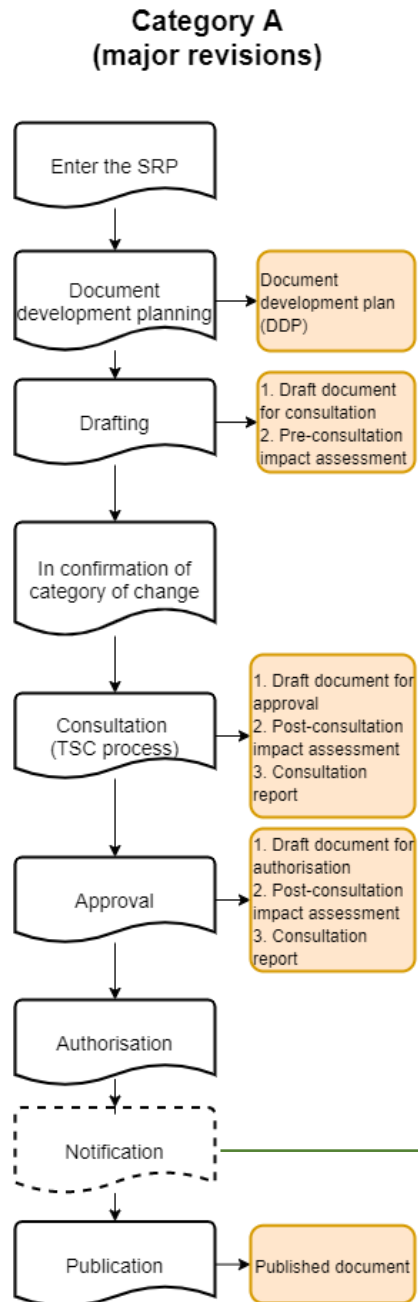 Category A
(major revisions)
Enter the SRP
Document
development planning
Document
development plan
(DDP)
Drafting
1. Draft document
for consultation
2. Pre-consultation
impact assessment
In confirmation of
category of change
Consultation
(TSC process)
1. Draft document for
approval
2. Post-consultation
impact assessment
3. Consultation
report
Approval
1. Draft document for
authorisation
2. Post-consultation
impact assessment
3. Consultation
report
Authorisation
Notification
Publication
Published document